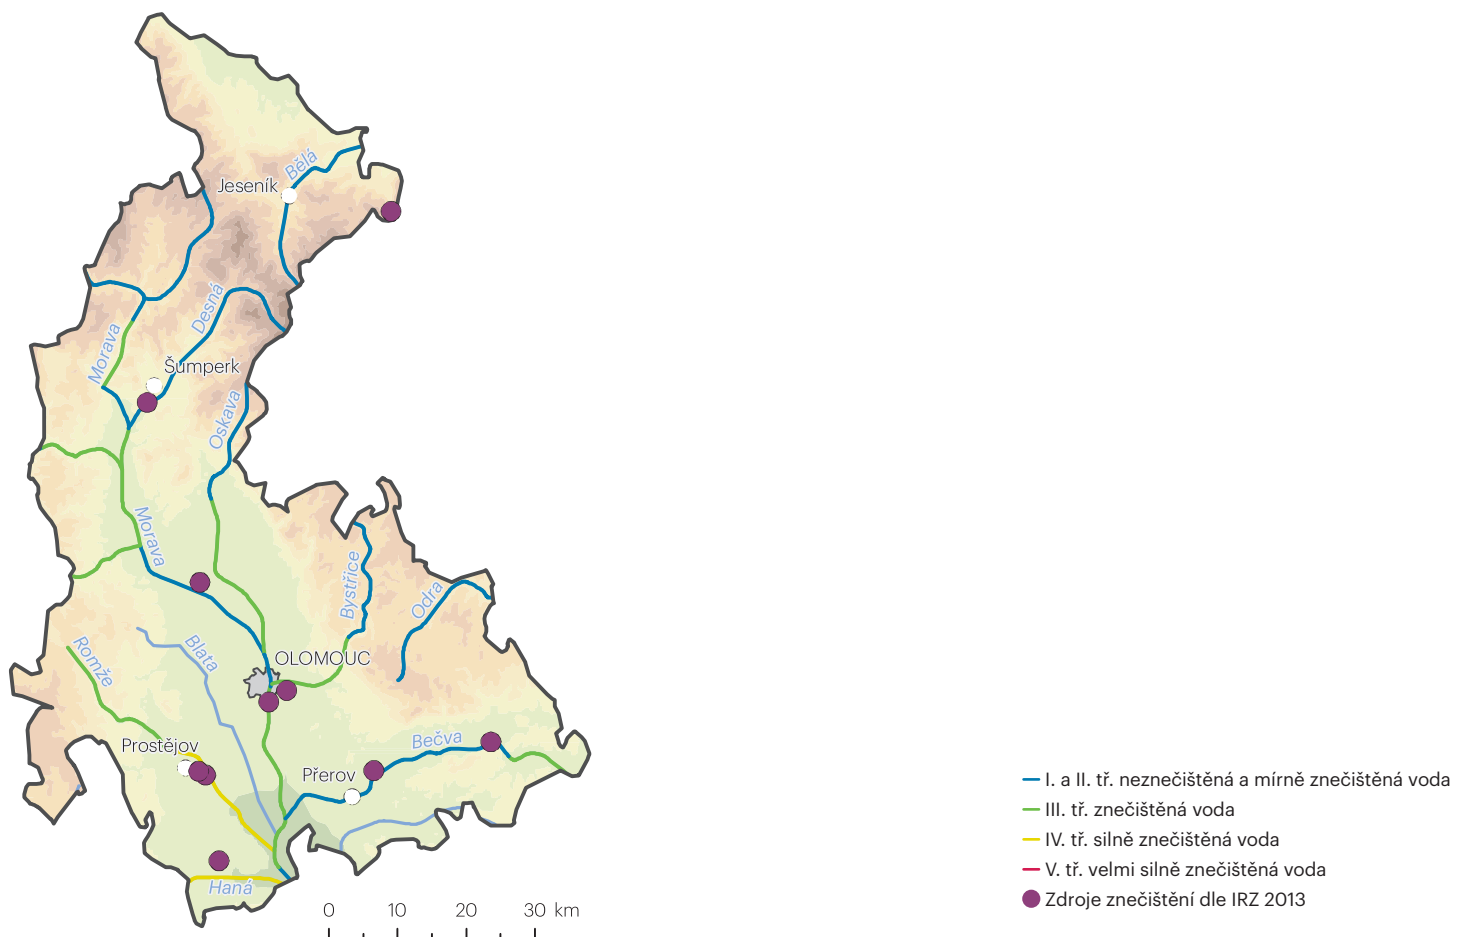 Bělá
Jeseník
Desná
Morava
Šumperk
Oskava
Morava
Bystřice
Odra
Romže
Blata
OLOMOUC
Prostějov
Bečva
Přerov
Haná
0 10 20 30 km
I. a II. tř. neznečištěná a mírně znečištěná voda
III. tř. znečištěná voda
IV. tř. silně znečištěná voda
V. tř. velmi silně znečištěná voda
Zdroje znečištění dle IRZ 2013